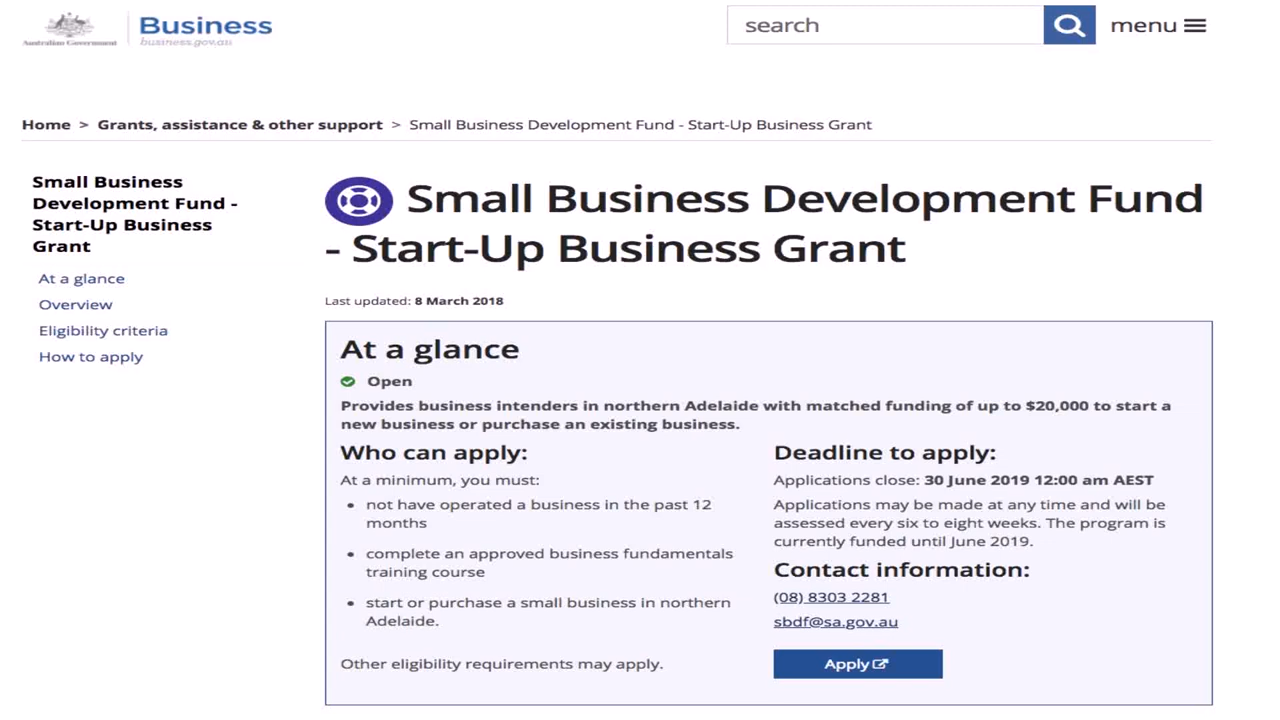 Australian Government
Business
business.gov.au
search
menu
Home > Grants, assistance & other support > Small Business Development Fund - Start-Up Business Grant
Small Business
Development Fund -
Start-Up Business
Grant
At a glance
Overview
Eligibility criteria
How to apply
Small Business Development Fund
- Start-Up Business Grant
Last updated: 8 March 2018
At a glance
Open
Provides business intenders in northern Adelaide with matched funding of up to $20,000 to start a
new business or purchase an existing business.
Who can apply:
At a minimum, you must:
• not have operated a business in the past 12
months
• complete an approved business fundamentals
training course
• start or purchase a small business in northern
Adelaide.
Other eligibility requirements may apply.
Deadline to apply:
Applications close: 30 June 2019 12:00 am AEST
Applications may be made at any time and will be
assessed every six to eight weeks. The program is
currently funded until June 2019.
Contact information:
(08) 8303 2281
sbdf@sa.gov.au
Apply